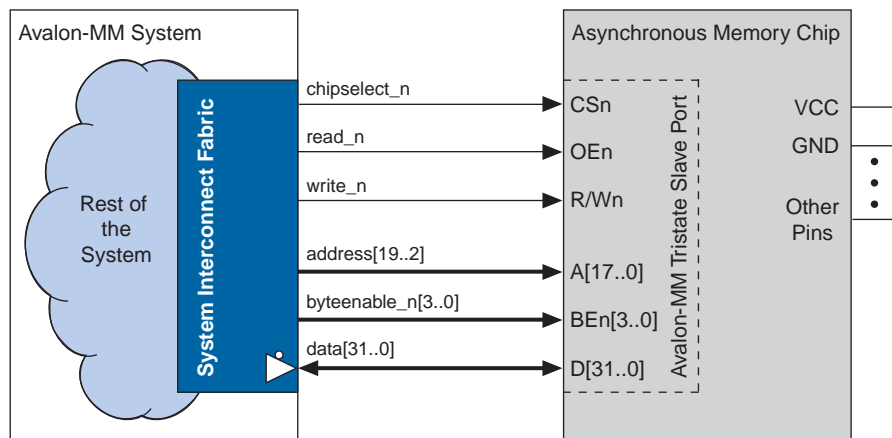 Avalon-MM System
Asynchronous Memory Chip
Rest of
the
System
System Interconnect Fabric
chipselect_n
read_n
write_n
address[19..2]
byteenable_n[3..0]
data[31..0]
CSn
OEn
R/Wn
A[17..0]
BEn[3..0]
D[31..0]
Avalon-MM Tristate Slave Port
VCC
GND
Other
Pins